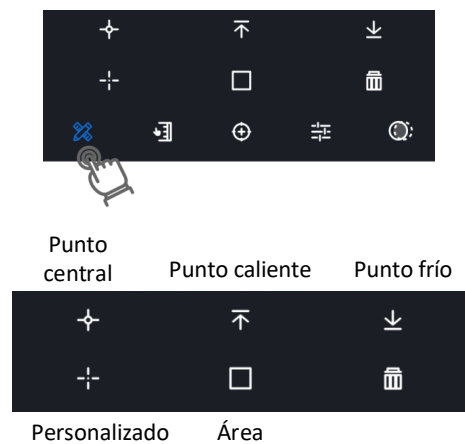 Punto
central
Punto caliente
Punto frío
Personalizado
Área